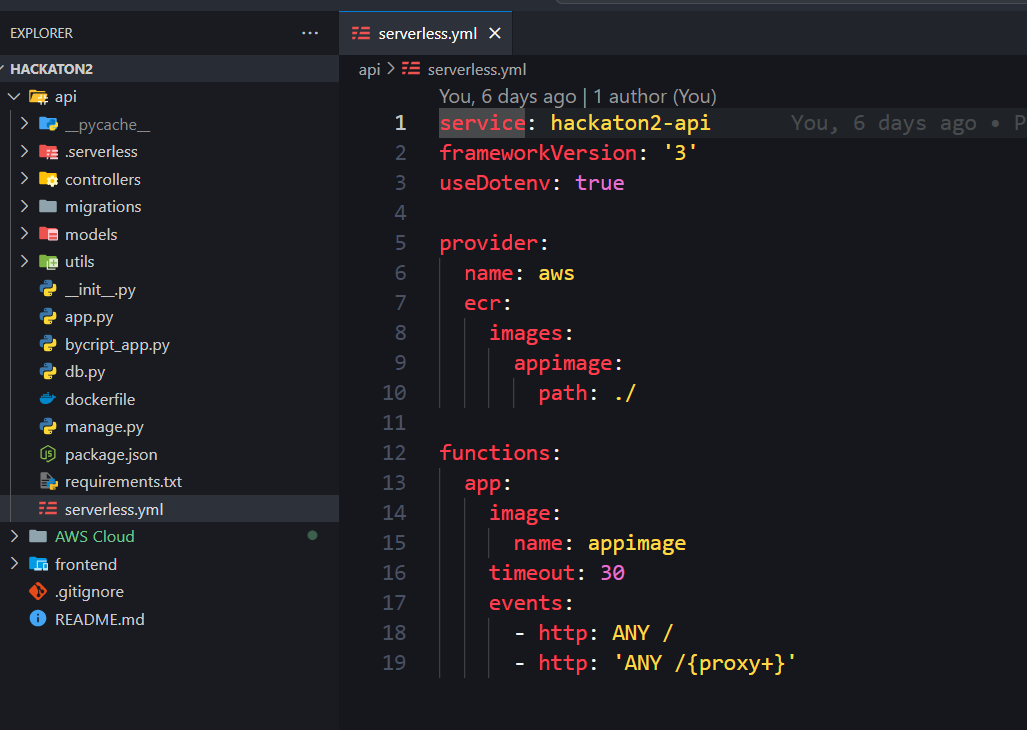 EXPLORER
HACKATON2
api
__pycache__
.serverless
controllers
migrations
models
utils
__init__.py
app.py
bycript_app.py
db.py
dockerfile
manage.py
package.json
requirements.txt
serverless.yml
AWS Cloud
frontend
.gitignore
README.md
serverless.yml
api > serverless.yml
You, 6 days ago | 1 author (You)
1 service: hackaton2-api You, 6 days ago • P
2 frameworkVersion: '3'
3 useDotenv: true
4
5 provider:
6   name: aws
7   ecr:
8     images:
9       appimage:
10         path: ./
11
12 functions:
13   app:
14     image:
15       name: appimage
16     timeout: 30
17     events:
18       - http: ANY /
19       - http: 'ANY /{proxy+}'